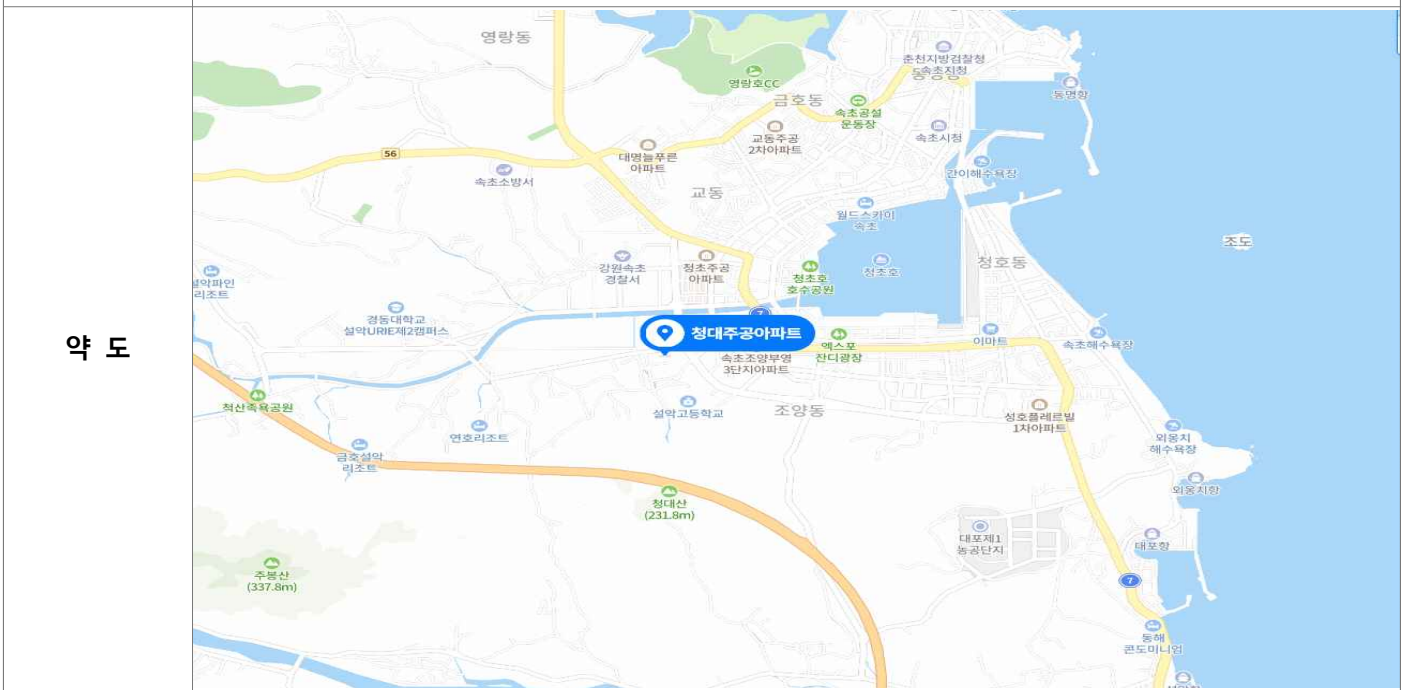 약 도
영랑동
춘천지방검찰청
속초지청
영랑호CC
동명항
금호동
속초공설
운동장
교동주공
2차아파트
속초시청
56
대명늘푸른
아파트
속초소방서
간이해수욕장
교동
월드스카이
속초
조도
강원속초
경찰서
청초주공
아파트
청초호
호수공원
청초호
청호동
설악파인
리조트
경동대학교
설악URIE제2캠퍼스
7
청대주공아파트
엑스포
잔디광장
이마트
속초해수욕장
속초조양부영
3단지아파트
척산족욕공원
설악고등학교
조양동
성호플레르빌
1차아파트
연호리조트
외옹치
해수욕장
금호설악
리조트
외옹치항
청대산
(231.8m)
대포제1
농공단지
대포항
주봉산
(337.8m)
7
동해
콘도미니엄